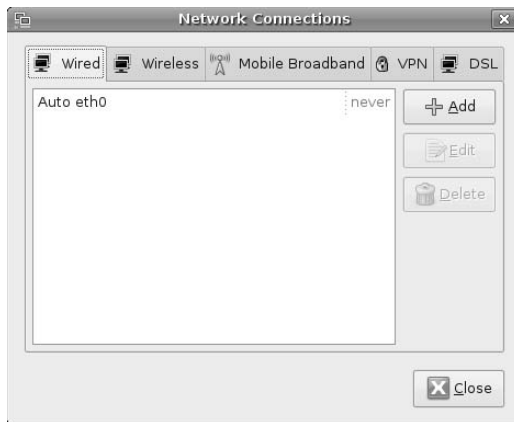 Network Connections
Wired Wireless Mobile Broadband VPN DSL
Auto eth0 never
Add
Edit
Delete
Close